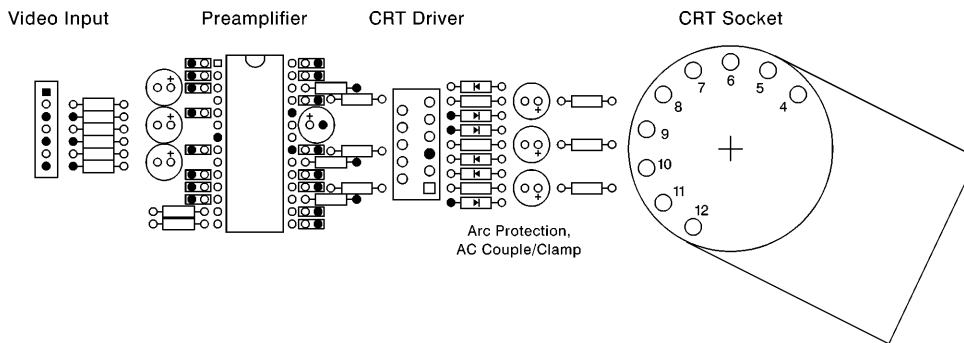 Video Input
Preamplifier
CRT Driver
CRT Socket
+
+
+
+
+
+
+
7
6
5
8
4
9
10
11
12
Arc Protection,
AC Couple/Clamp